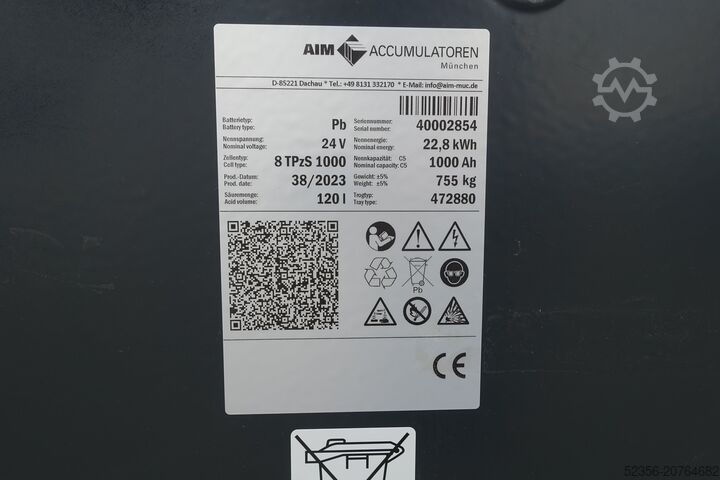 AIM ACCUMULATOREN
München
D-85221 Dachau * Tel.: +49 8131 332170 * E-Mail: info@aim-muc.de
Batterietyp: Pb Seriennummer: 40002854
Battery type: Serial number:
Nennspannung: 24 V Nennenergie: 22,8 kWh
Nominal voltage: Nominal energy:
Zellentyp: 8 TPzS 1000 Nennkapazität: C5 1000 Ah
Cell type: Nominal capacity: C5
Prod.-Datum: 38/2023 Gewicht: ±5% 755 kg
Prod. date: Weight: ±5%
Säuremenge: 120 l Trogtyp: 472880
Acid volume: Tray type:
Pb
CE
52356-20764682